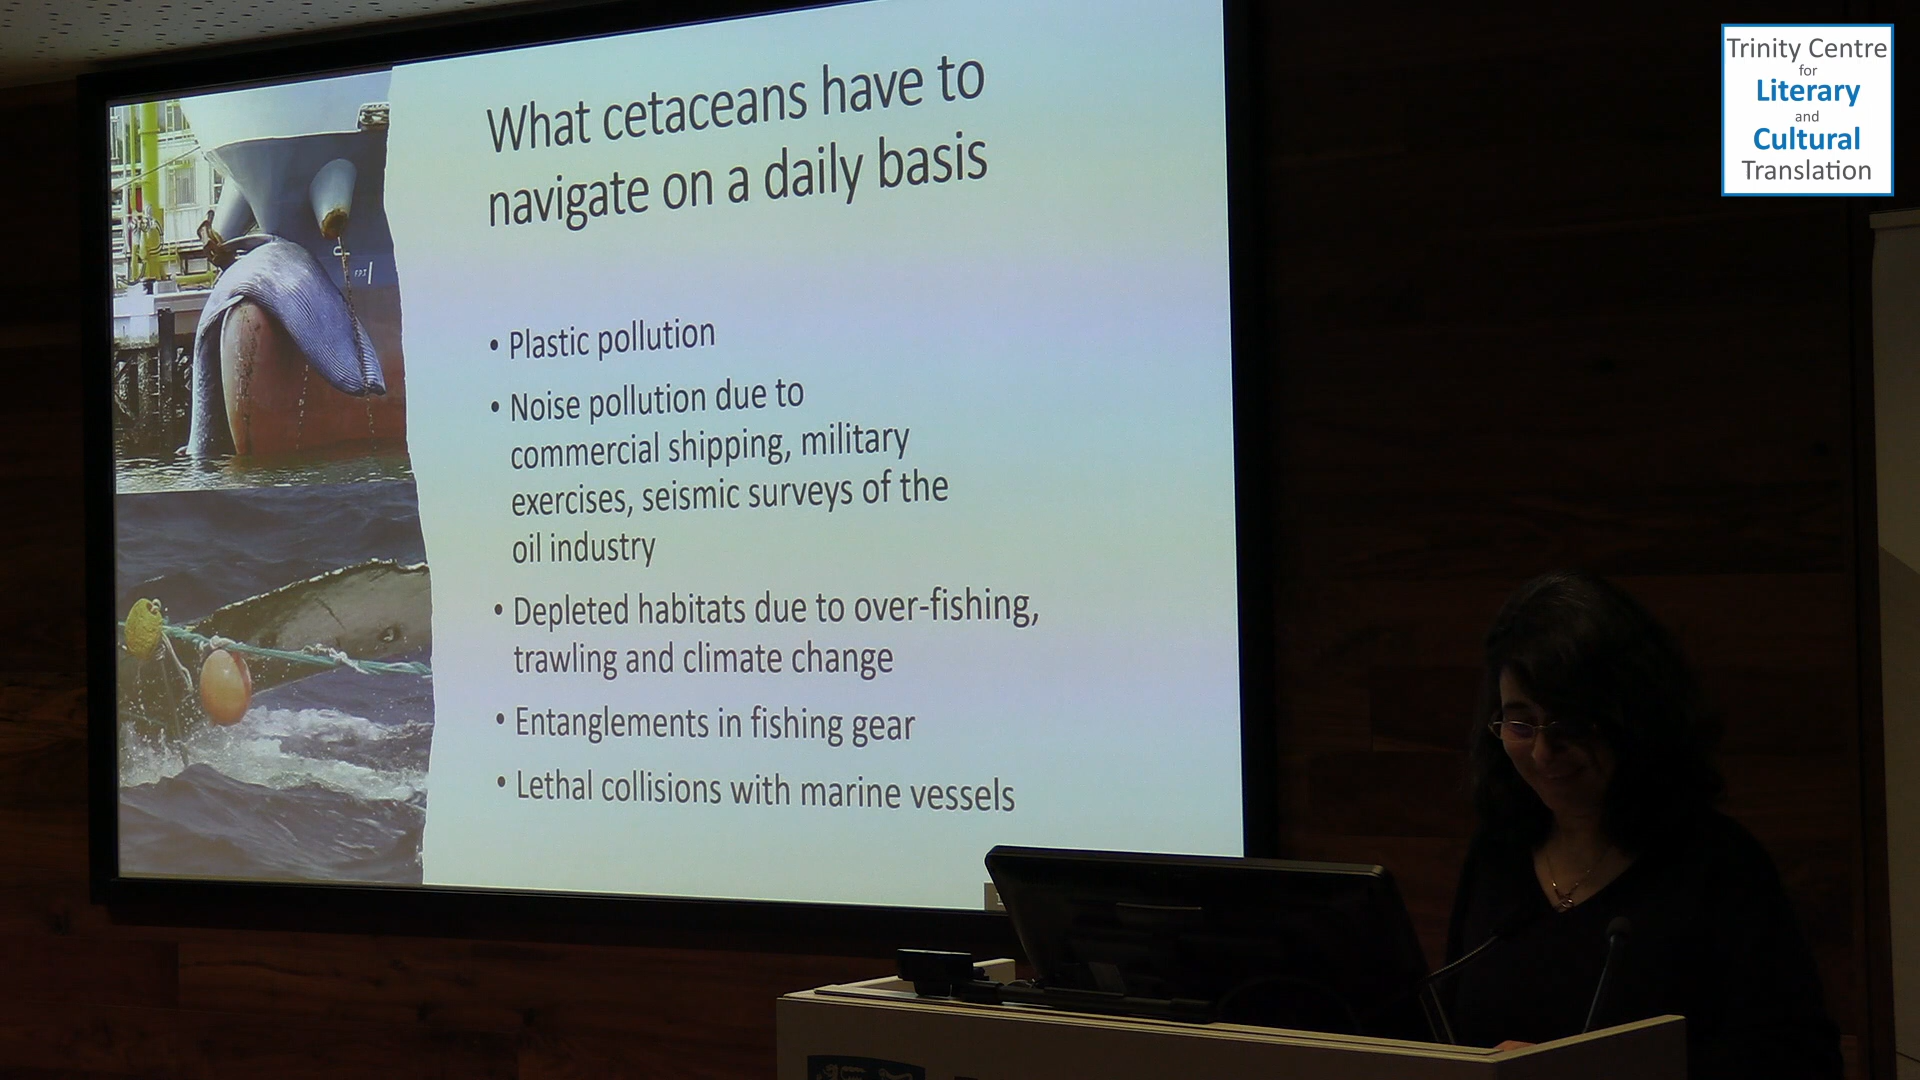 What cetaceans have to
navigate on a daily basis
• Plastic pollution
• Noise pollution due to
commercial shipping, military
exercises, seismic surveys of the
oil industry
• Depleted habitats due to over-fishing,
trawling and climate change
• Entanglements in fishing gear
• Lethal collisions with marine vessels
Trinity Centre
for
Literary
and
Cultural
Translation